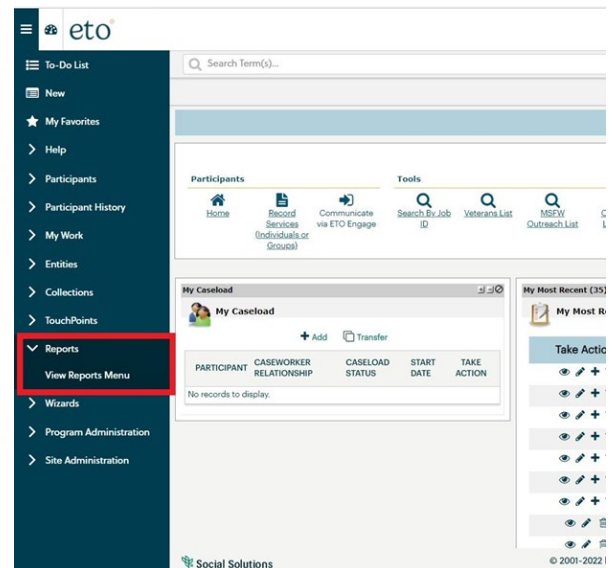 eto
To-Do List
Search Term(s)...
New
My Favorites
Help
Participants
Participant History
My Work
Entities
Collections
TouchPoints
Reports
View Reports Menu
Wizards
Program Administration
Site Administration
Participants
Tools
Home
Record Services (Individuals or Groups)
Communicate via ETO Engage
Search By Job ID
Veterans List
MSFW Outreach List
My Caseload
My Caseload
Add Transfer
PARTICIPANT CASEWORKER RELATIONSHIP CASELOAD STATUS START DATE TAKE ACTION
No records to display.
My Most Recent (35)
My Most R
Take Actio
Social Solutions
© 2001-2022